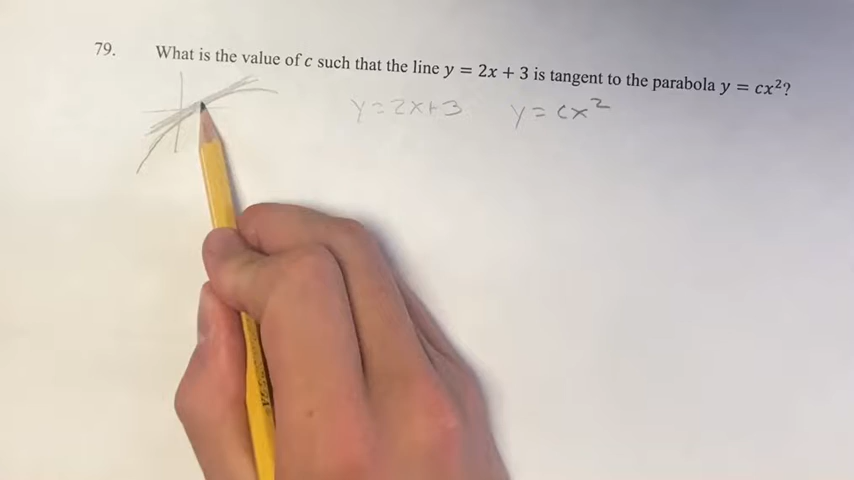 79. What is the value of c such that the line y = 2x + 3 is tangent to the parabola y = cx²?
y=2x+3 y=cx²